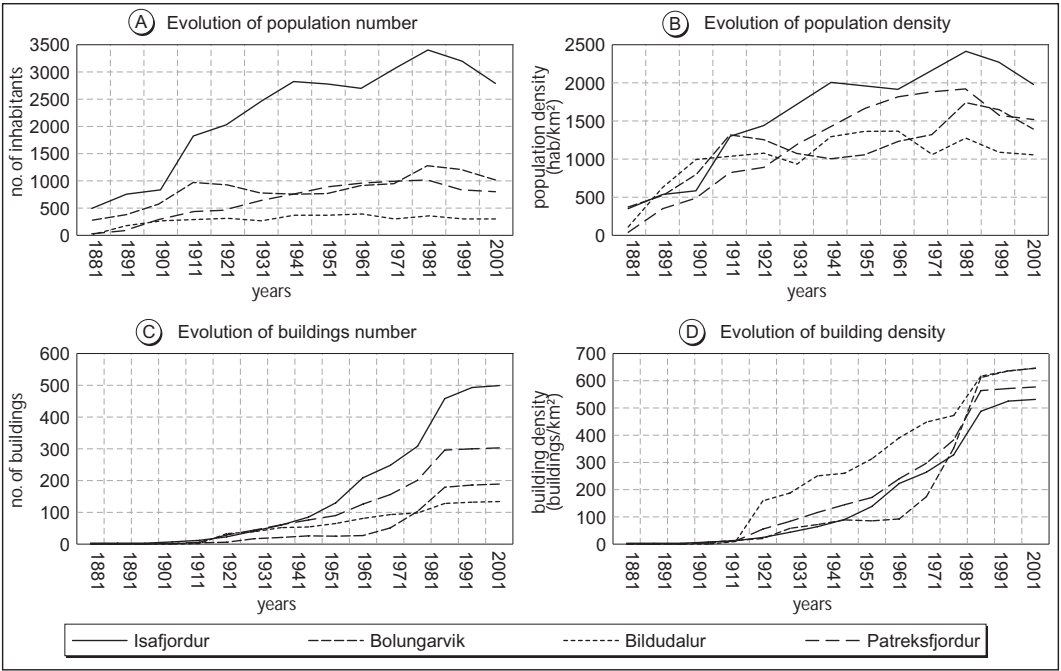 A Evolution of population number
3500
3000
2500
2000
1500
1000
500
0
no. of inhabitants
1881 1891 1901 1911 1921 1931 1941 1951 1961 1971 1981 1991 2001
years
B Evolution of population density
2500
2000
1500
1000
500
0
population density
(hab/km²)
1881 1891 1901 1911 1921 1931 1941 1951 1961 1971 1981 1991 2001
years
C Evolution of buildings number
600
500
400
300
200
100
0
no. of buildings
1881 1891 1901 1911 1921 1931 1941 1951 1961 1971 1981 1991 2001
years
D Evolution of building density
700
600
500
400
300
200
100
0
building density
(buildings/km²)
1881 1891 1901 1911 1921 1931 1941 1951 1961 1971 1981 1991 2001
years
Isafjordur Bolungarvik Bildudalur Patreksfjordur